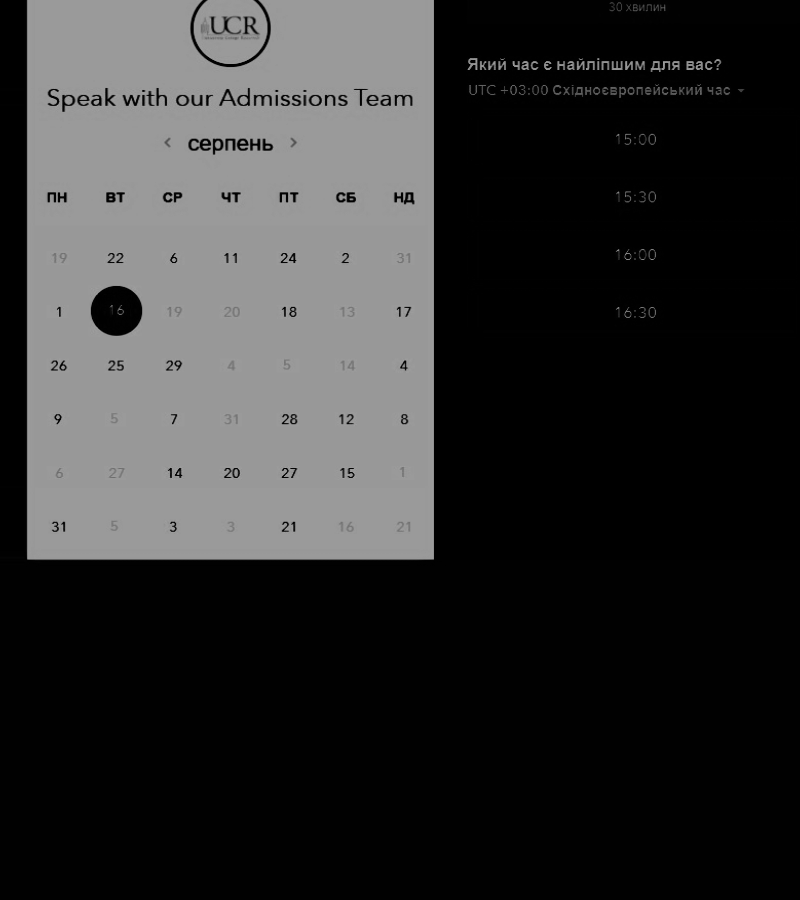 UCR
Speak with our Admissions Team
серпень
ПН ВТ СР ЧТ ПТ СБ НД
19 22 6 11 24 2 31
1 16 19 20 18 13 17
26 25 29 4 5 14 4
9 5 7 31 28 12 8
6 27 14 20 27 15 1
31 5 3 3 21 16 21
30 хвилин
Який час є найліпшим для вас?
UTC +03:00 Східноєвропейський час
15:00
15:30
16:00
16:30